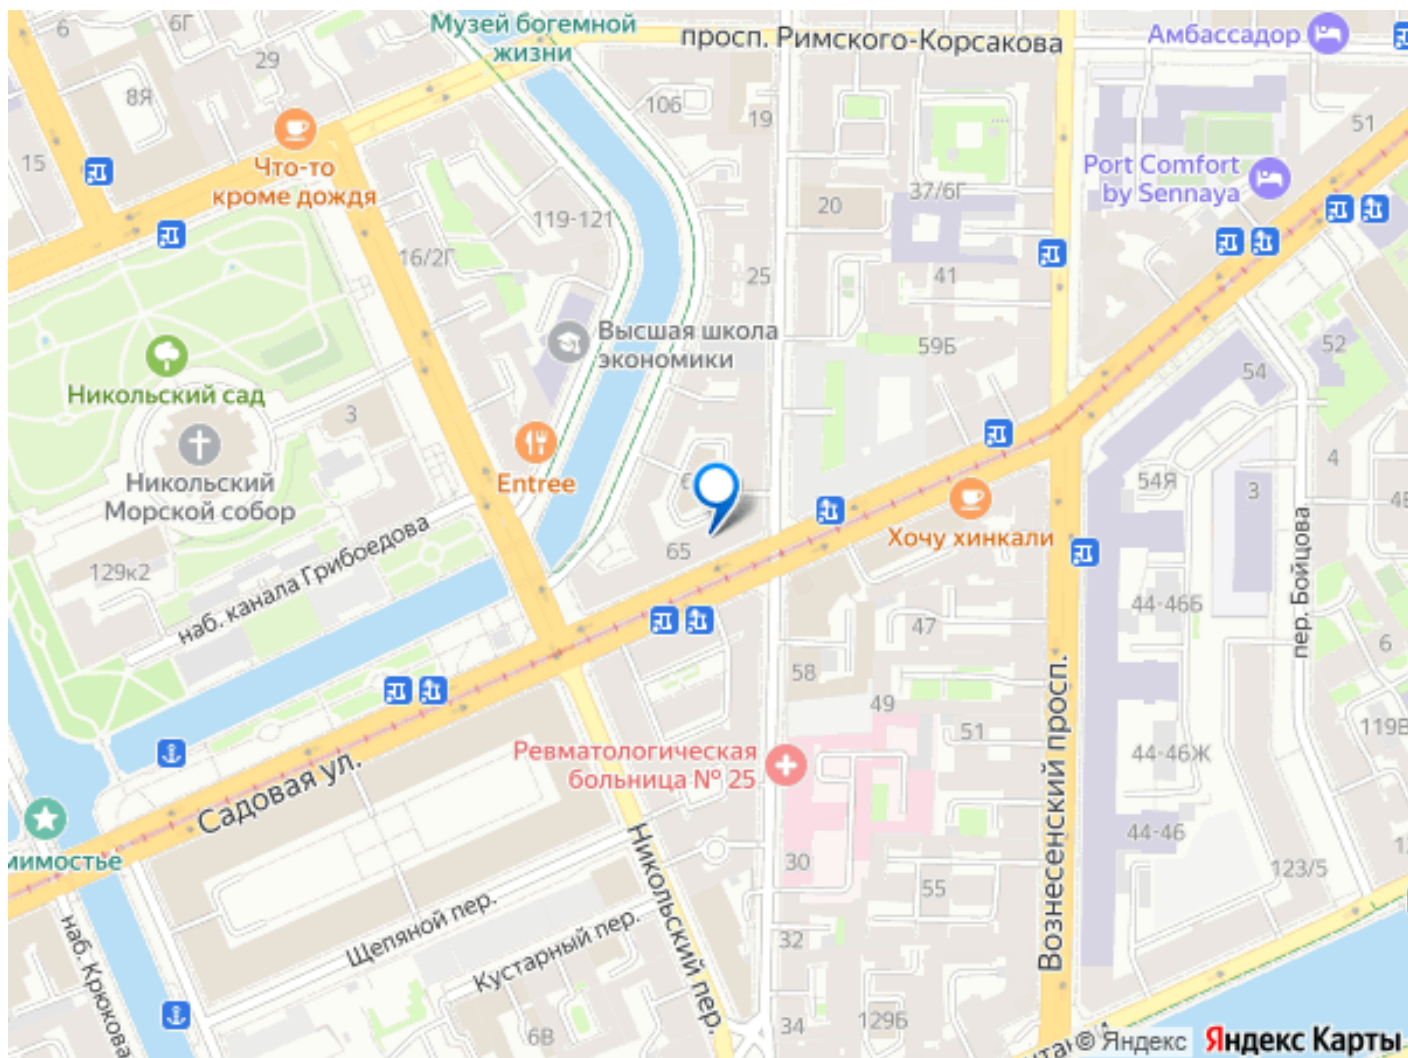 Музей богемной
жизни
просп. Римского-Корсакова
Амбассадор
6
6Г
29
8Я
106
19
51
15
Что-то
кроме дождя
Port Comfort
by Sennaya
119-121
20
37/6Г
16/2Г
25
41
Высшая школа
экономики
59Б
52
54
Никольский сад
3
Entree
Никольский
Морской собор
4
54Я
3
Хочу хинкали
наб. канала Грибоедова
65
129к2
44-46Б
пер. Бойцова
47
6
58
49
51
119В
Ревматологическая
больница № 25
44-46Ж
Вознесенский просп.
Садовая ул.
44-46
мимостье
Никольский пер.
30
55
123/5
Щепяной пер.
Кустарный пер.
наб. Крюкова
32
34
129Б
6В
© Яндекс
Яндекс Карты